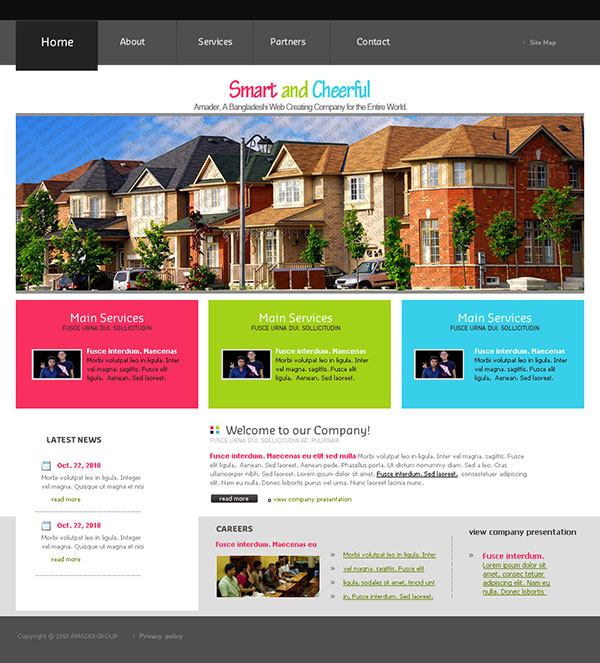 Home
About
Services
Partners
Contact
Site Map
Smart and Cheerful
Amader, A Bangladeshi Web Creating Company for the Entire World.
Main Services
FUSCE URNA DUI, SOLLICITUDIN
Fusce interdum. Maecenas
Morbi volutpat leo in ligula. Inter
vel magna. sagittis. Fusce elit
ligula, Aenean. Sed laoreet.
Main Services
FUSCE URNA DUI, SOLLICITUDIN
Fusce interdum. Maecenas
Morbi volutpat leo in ligula. Inter
vel magna. sagittis. Fusce elit
ligula, Aenean. Sed laoreet.
Main Services
FUSCE URNA DUI, SOLLICITUDIN
Fusce interdum. Maecenas
Morbi volutpat leo in ligula. Inter
vel magna. sagittis. Fusce elit
ligula, Aenean. Sed laoreet.
LATEST NEWS
Oct. 22, 2010
Morbi volutpat leo in ligula. Integer
vel magna. Quisque ut magna et nisi
read more
Oct. 22, 2010
Morbi volutpat leo in ligula. Integer
vel magna. Quisque ut magna et nisi
read more
Welcome to our Company!
FUSCE URNA DUI, SOLLICITUDIN AC, PULVINAR
Fusce interdum. Maecenas eu elit sed nulla Morbi volutpat leo in ligula. Integer vel magna. sagittis. Fusce
elit ligula, Aenean. Sed laoreet. Aenean pede. Phasellus porta. Ut dictum nonummy diam. Sed a leo. Cras
ullamcorper nibh. Sed laoreet. Lorem ipsum dolor sit amet, Fusce interdum. Sed laoreet, consectetuer adipiscing
elit. Nam eu nulla. Donec lobortis purus vel urna. Nunc laoreet lacinia nunc.
read more
view company presentation
CAREERS
Fusce interdum. Maecenas eu
Morbi volutpat leo in ligula. Inter
vel magna. sagittis. Fusce elit
ligula, sodales sit amet, tincid unt
in, Fusce interdum. Sed laoreet.
view company presentation
Fusce interdum.
Lorem ipsum dolor sit
amet, consec tetuer
adipiscing elit. Nam eu
nulla. Donec lobortis
Copyright @ 2010 AMADERGROUP
Privacy policy